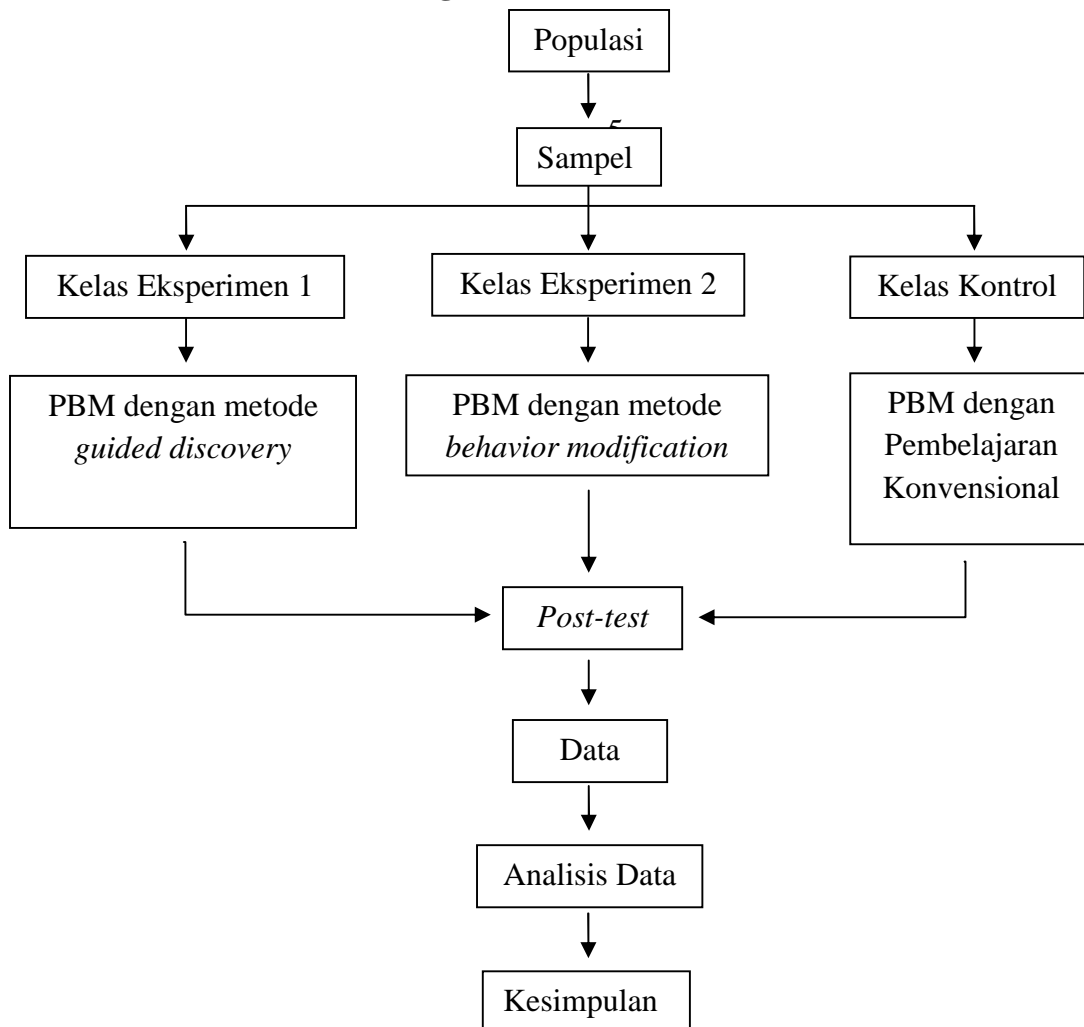 Populasi
5
Sampel
Kelas Eksperimen 1
Kelas Eksperimen 2
Kelas Kontrol
PBM dengan metode
guided discovery
PBM dengan metode
behavior modification
PBM dengan
Pembelajaran
Konvensional
Post-test
Data
Analisis Data
Kesimpulan